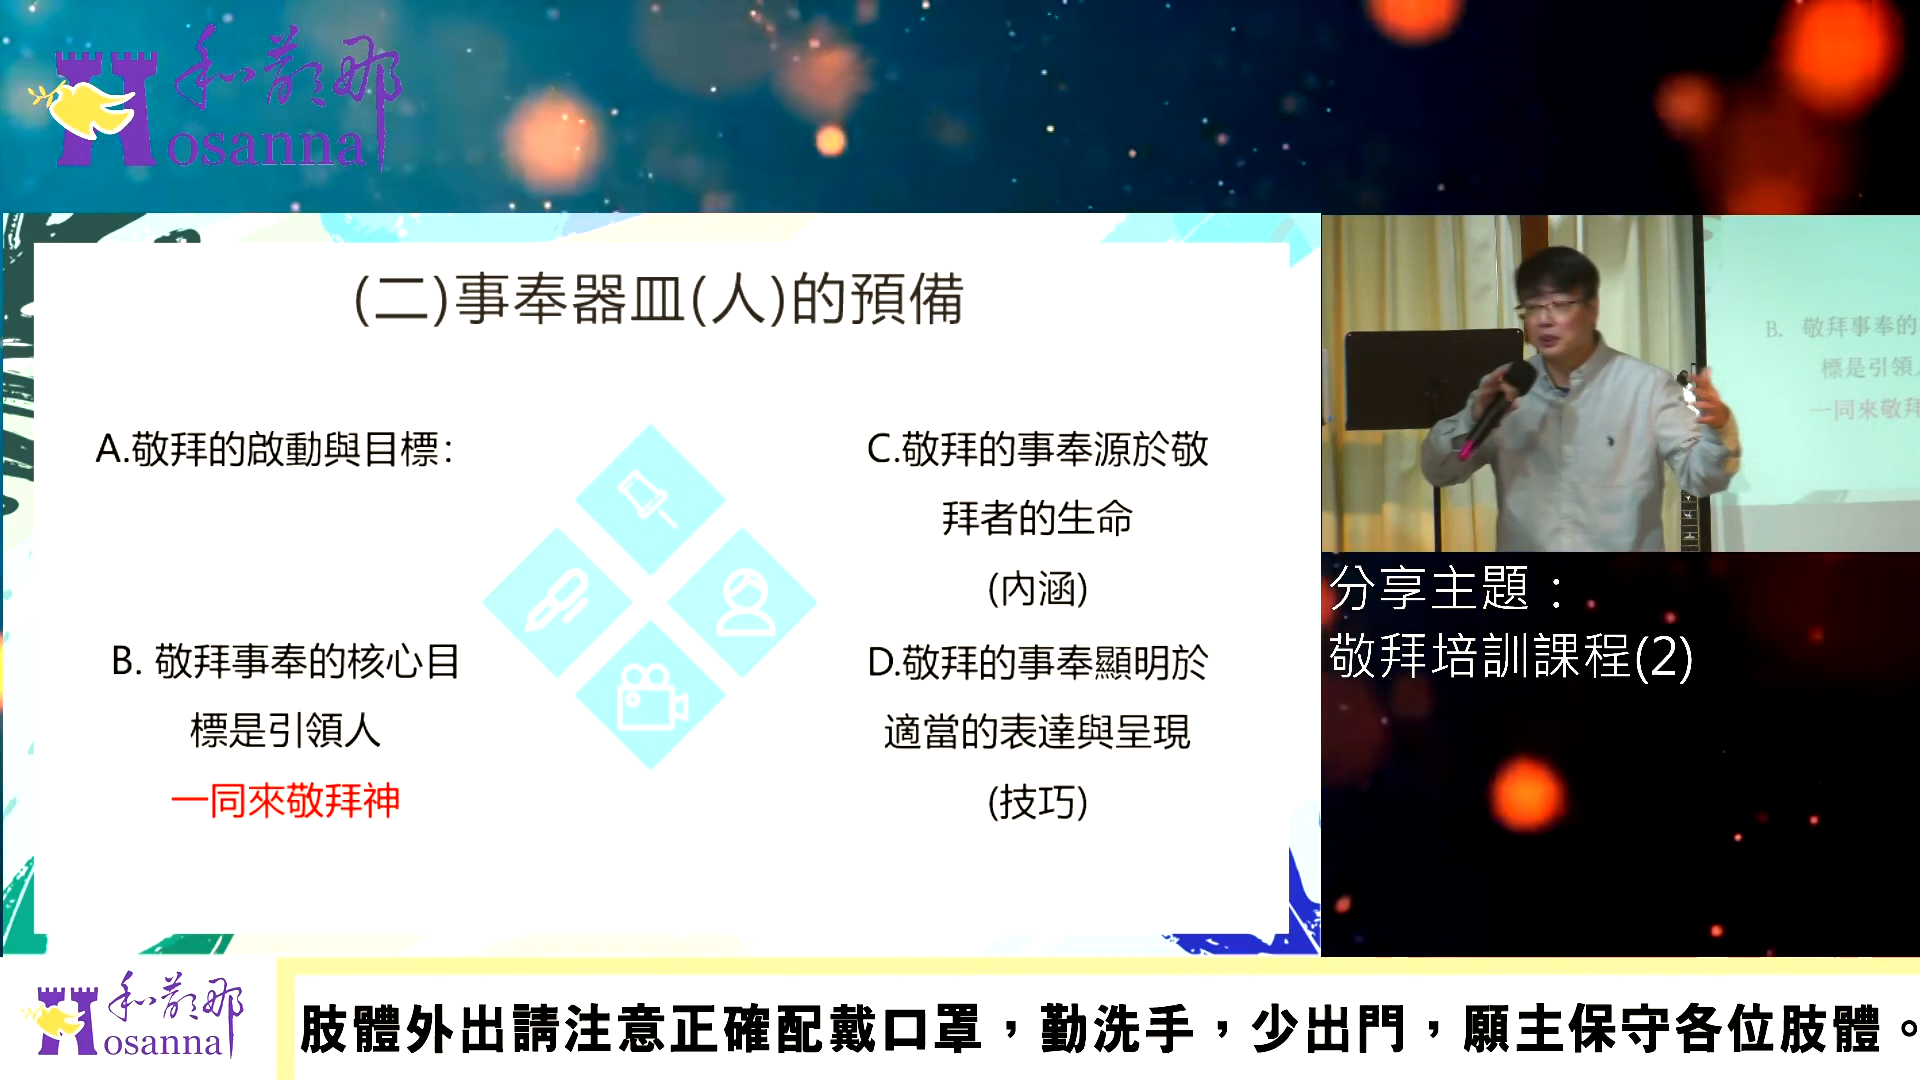 和散那
Hosanna
(二)事奉器皿(人)的預備
A.敬拜的啟動與目標:
B. 敬拜事奉的核心目
標是引領人
一同來敬拜神
C.敬拜的事奉源於敬
拜者的生命
(內涵)
D.敬拜的事奉顯明於
適當的表達與呈現
(技巧)
B. 敬拜事奉的
標是引領
一同來敬拜
分享主題：
敬拜培訓課程(2)
和散那
Hosanna
肢體外出請注意正確配戴口罩，勤洗手，少出門，願主保守各位肢體。